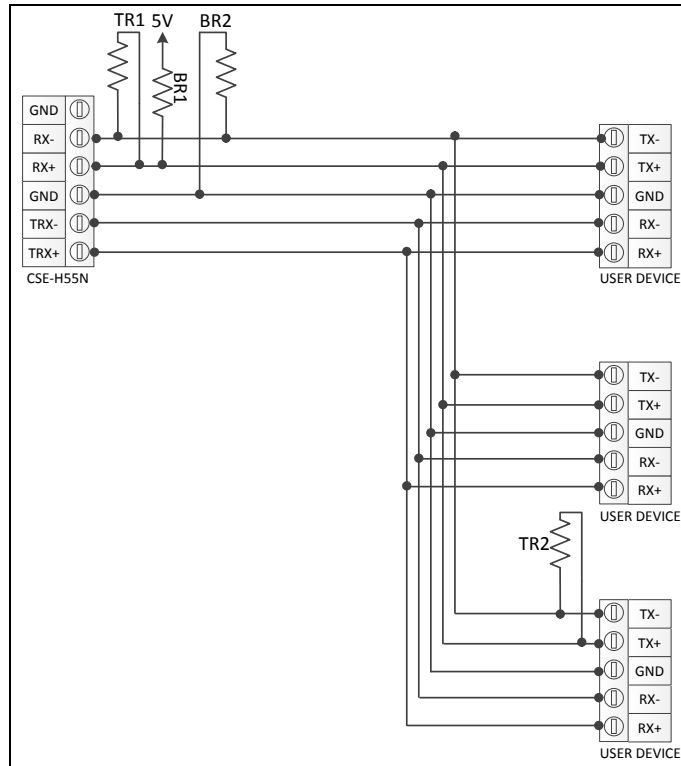 TR1 5V BR2
BR1
GND
RX-
RX+
GND
TRX-
TRX+
CSE-H55N
TX-
TX+
GND
RX-
RX+
USER DEVICE
TX-
TX+
GND
RX-
RX+
USER DEVICE
TR2
TX-
TX+
GND
RX-
RX+
USER DEVICE